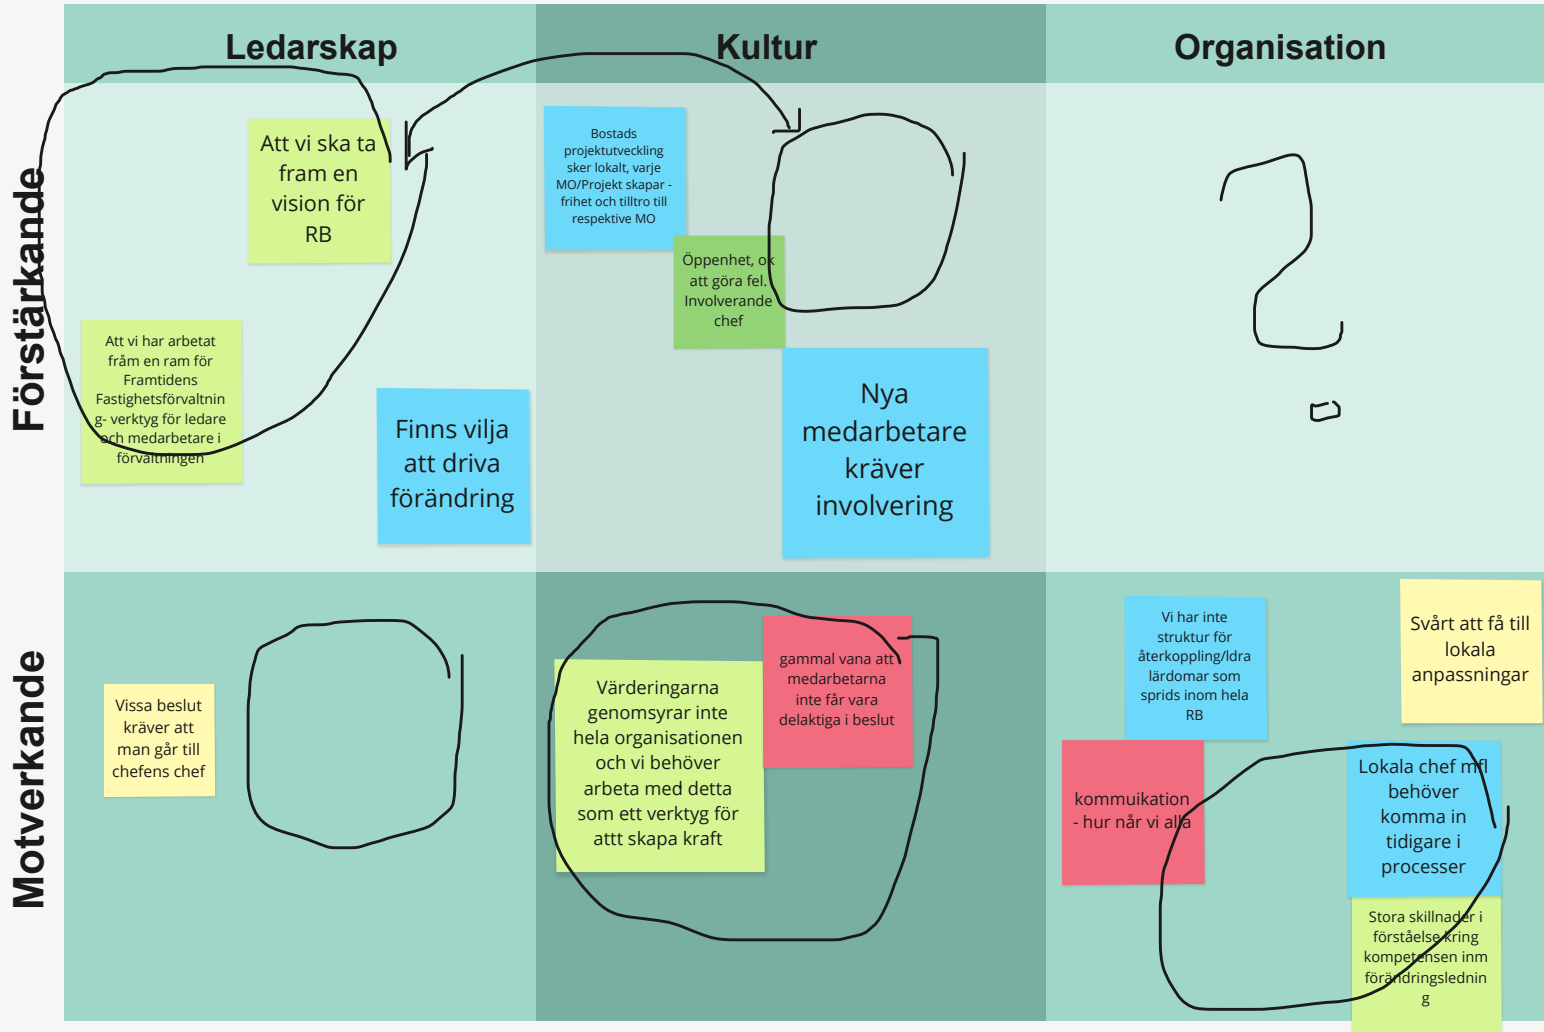 Ledarskap
Kultur
Organisation
Förstärkande
Att vi ska ta
fram en
vision för
RB
Att vi har arbetat
fråm en ram för
Framtidens
Fastighetsförvaltnin
g- verktyg för ledare
och medarbetare i
förvaltningen
Finns vilja
att driva
förändring
Bostads
projektutveckling
sker lokalt, varje
MO/Projekt skapar -
frihet och tilltro till
respektive MO
Öppenhet, ok
att göra fel.
Involverande
chef
Nya
medarbetare
kräver
involvering
?
Motverkande
Vissa beslut
kräver att
man går till
chefens chef
Värderingarna
genomsyrar inte
hela organisationen
och vi behöver
arbeta med detta
som ett verktyg för
attt skapa kraft
gammal vana att
medarbetarna
inte får vara
delaktiga i beslut
Vi har inte
struktur för
återkoppling/ldra
lärdomar som
sprids inom hela
RB
Svårt att få till
lokala
anpassningar
kommuikation
- hur når vi alla
Lokala chef mfl
behöver
komma in
tidigare i
processer
Stora skillnader i
förståelse kring
kompetensen inm
förändringslednin
g